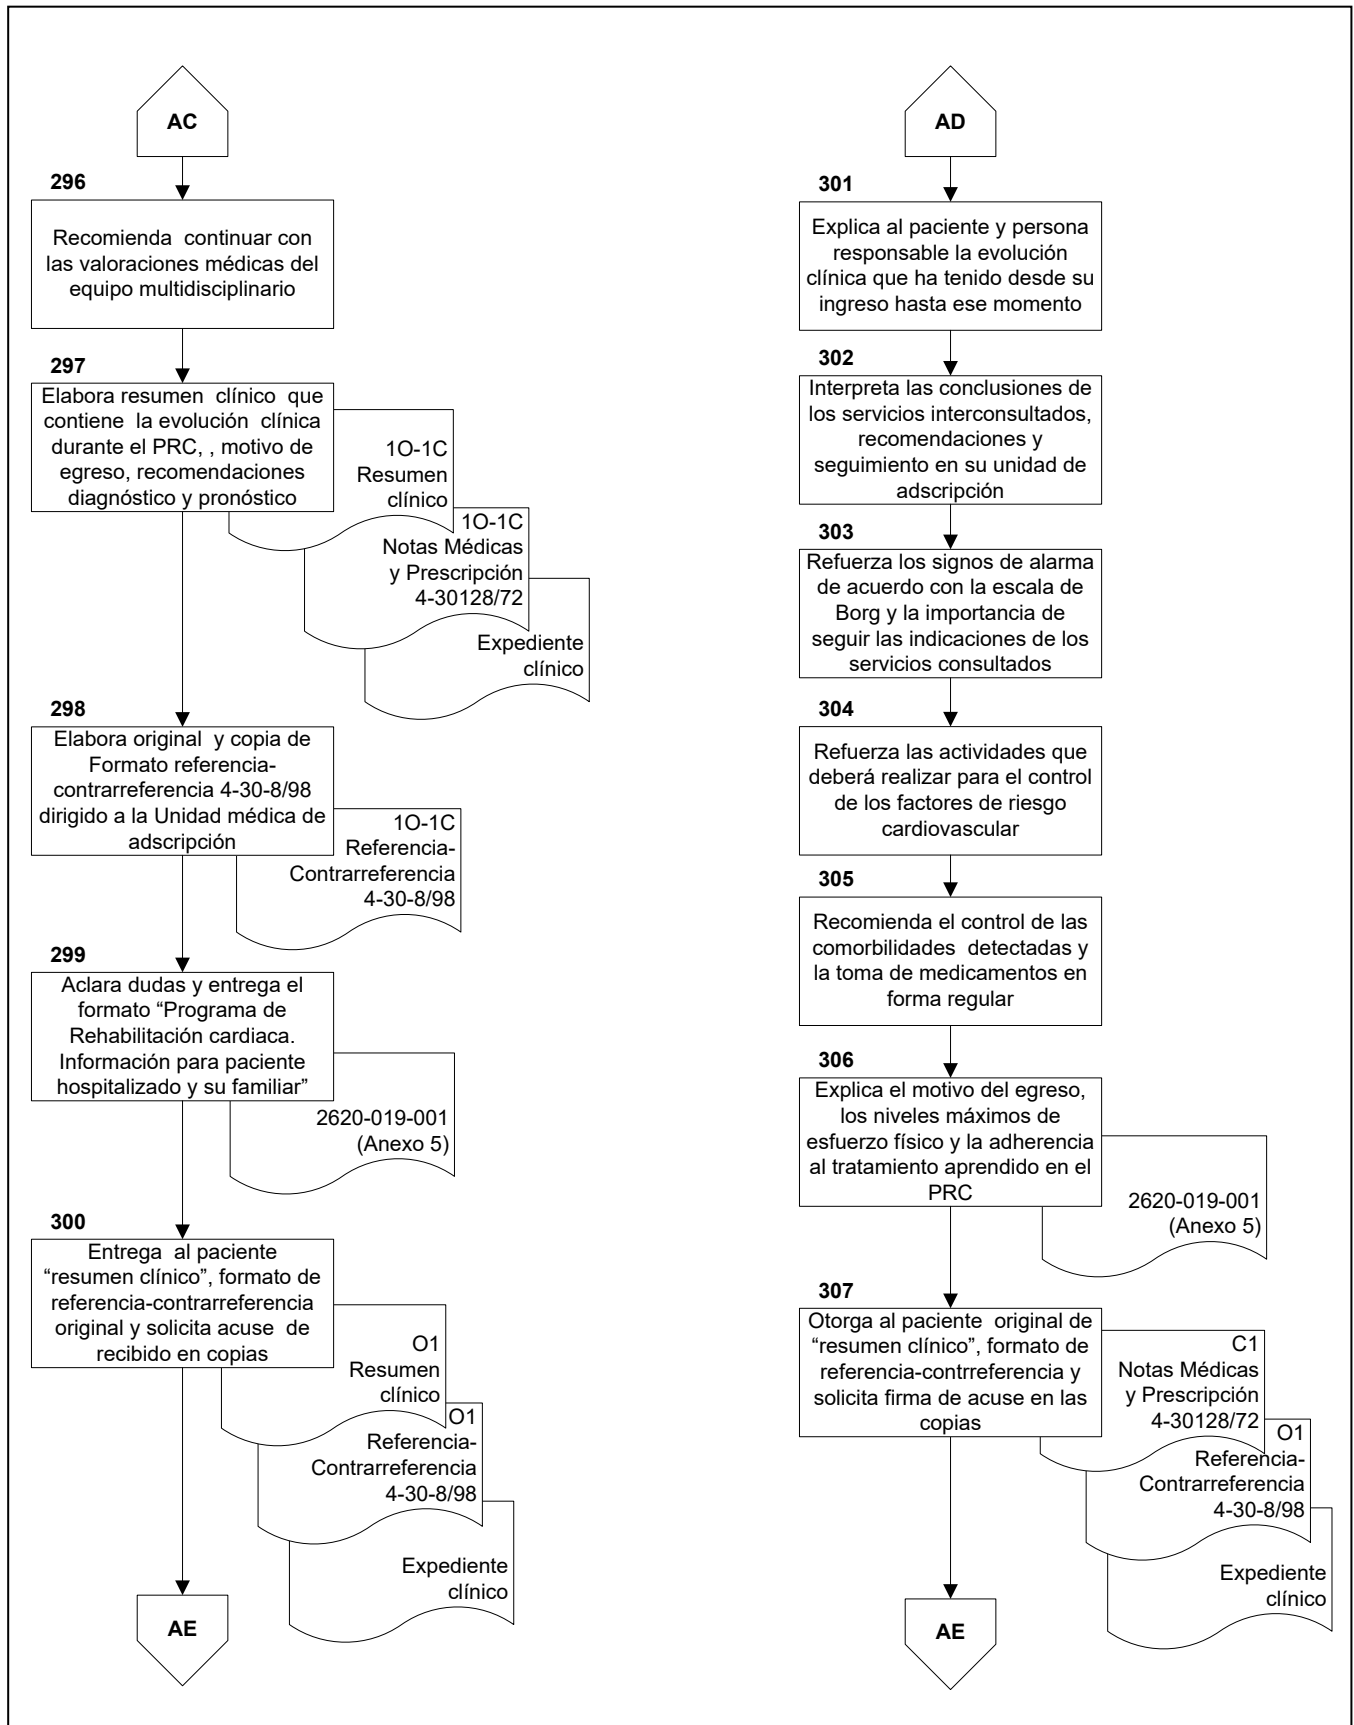 AC
296
Recomienda continuar con
las valoraciones médicas del
equipo multidisciplinario
297
Elabora resumen clínico que
contiene la evolución clínica
durante el PRC, , motivo de
egreso, recomendaciones
diagnóstico y pronóstico
1O-1C
Resumen
clínico
1O-1C
Notas Médicas
y Prescripción
4-30128/72
Expediente
clínico
298
Elabora original y copia de
Formato referencia-
contrarreferencia 4-30-8/98
dirigido a la Unidad médica de
adscripción
1O-1C
Referencia-
Contrarreferencia
4-30-8/98
299
Aclara dudas y entrega el
formato “Programa de
Rehabilitación cardiaca.
Información para paciente
hospitalizado y su familiar”
2620-019-001
(Anexo 5)
300
Entrega al paciente
“resumen clínico”, formato de
referencia-contrarreferencia
original y solicita acuse de
recibido en copias
O1
Resumen
clínico
O1
Referencia-
Contrarreferencia
4-30-8/98
Expediente
clínico
AE
AD
301
Explica al paciente y persona
responsable la evolución
clínica que ha tenido desde su
ingreso hasta ese momento
302
Interpreta las conclusiones de
los servicios interconsultados,
recomendaciones y
seguimiento en su unidad de
adscripción
303
Refuerza los signos de alarma
de acuerdo con la escala de
Borg y la importancia de
seguir las indicaciones de los
servicios consultados
304
Refuerza las actividades que
deberá realizar para el control
de los factores de riesgo
cardiovascular
305
Recomienda el control de las
comorbilidades detectadas y
la toma de medicamentos en
forma regular
306
Explica el motivo del egreso,
los niveles máximos de
esfuerzo físico y la adherencia
al tratamiento aprendido en el
PRC
2620-019-001
(Anexo 5)
307
Otorga al paciente original de
“resumen clínico”, formato de
referencia-contrreferencia y
solicita firma de acuse en las
copias
C1
Notas Médicas
y Prescripción
4-30128/72
O1
Referencia-
Contrarreferencia
4-30-8/98
Expediente
clínico
AE